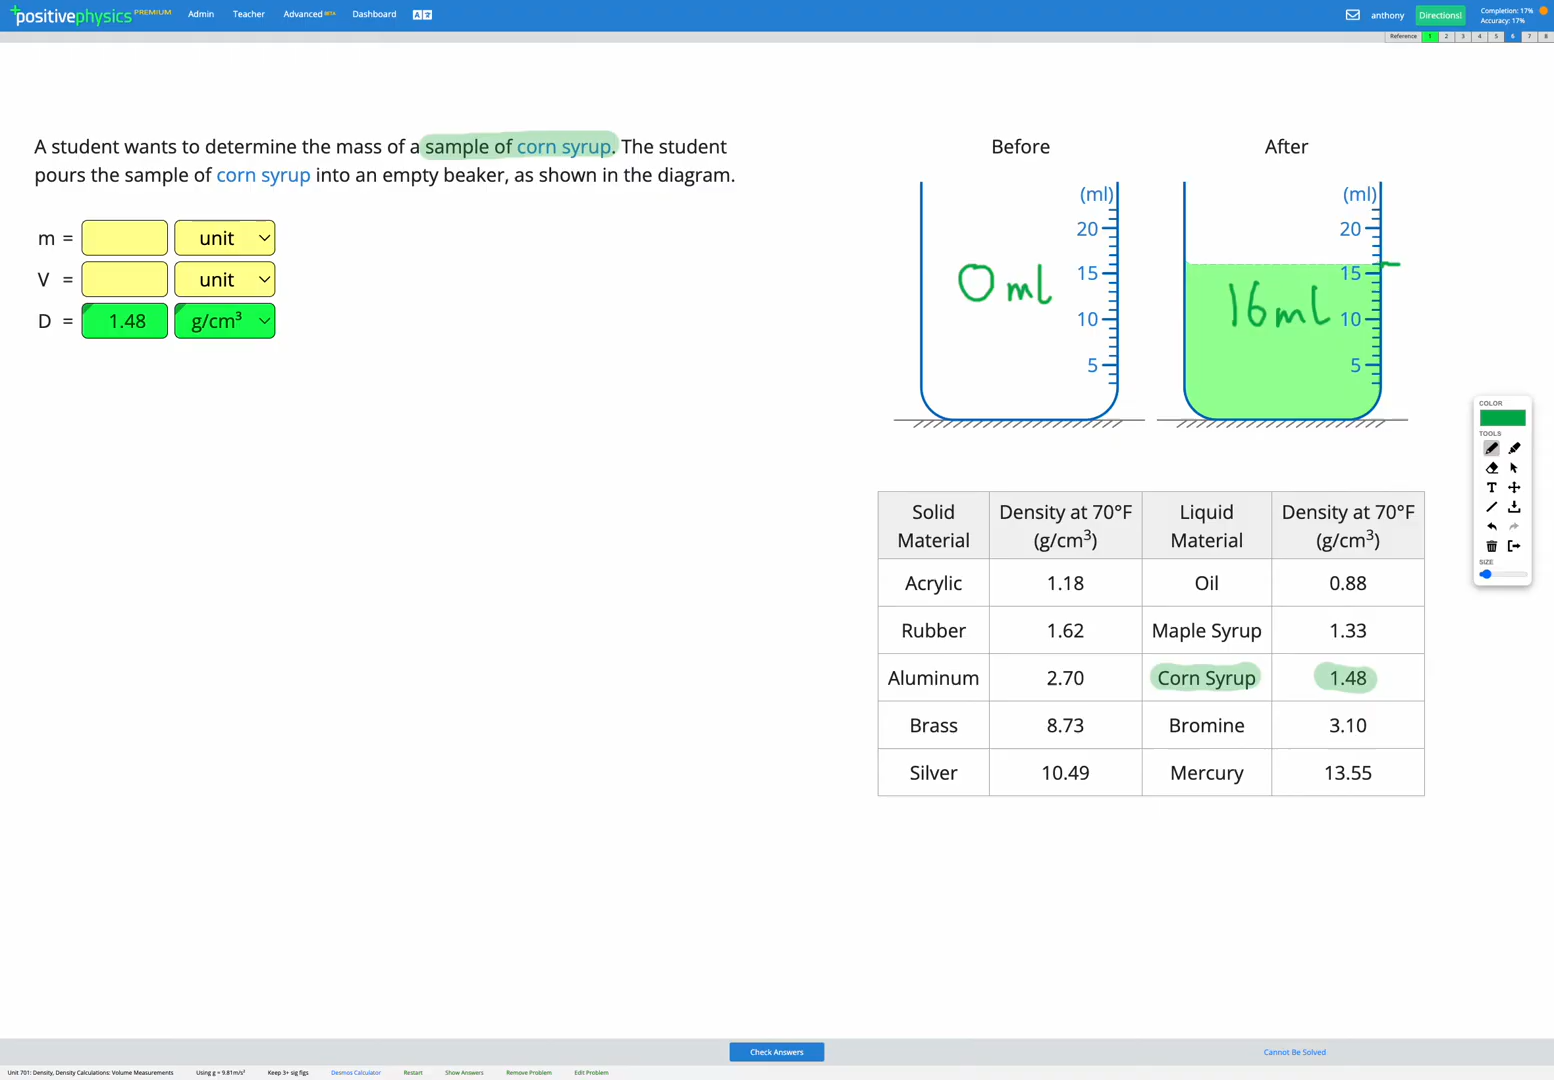 +positivephysics PREMIUM Admin Teacher Advanced BETA Dashboard anthony Directions! Completion: 17%
Accuracy: 17%
Reference 1 2 3 4 5 6 7 8
A student wants to determine the mass of a sample of corn syrup. The student
pours the sample of corn syrup into an empty beaker, as shown in the diagram.
m = unit
V = unit
D = 1.48 g/cm³
Before After
(ml) (ml)
20 20
15 15
0 ml 16 ml
10 10
5 5
COLOR
TOOLS
T
SIZE
Solid Material Density at 70°F (g/cm³) Liquid Material Density at 70°F (g/cm³)
Acrylic 1.18 Oil 0.88
Rubber 1.62 Maple Syrup 1.33
Aluminum 2.70 Corn Syrup 1.48
Brass 8.73 Bromine 3.10
Silver 10.49 Mercury 13.55
Check Answers Cannot Be Solved
Unit 701: Density, Density Calculations: Volume Measurements Using g = 9.81m/s² Keep 3+ sig figs Desmos Calculator Restart Show Answers Remove Problem Edit Problem